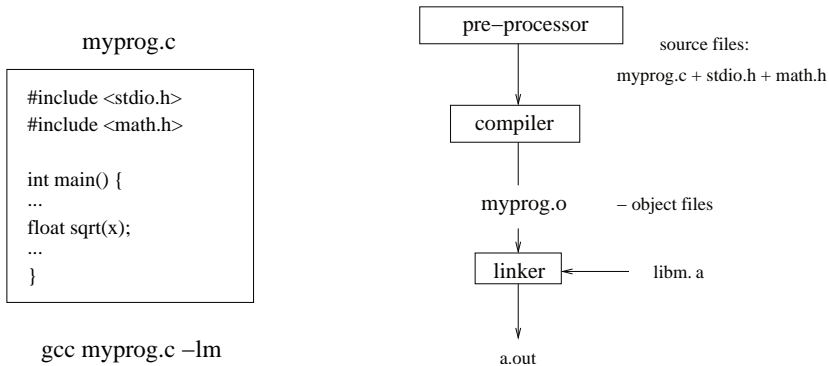 myprog.c
#include <stdio.h>
#include <math.h>
int main() {
...
float sqrt(x);
...
}
gcc myprog.c −lm
pre−processor
source files:
myprog.c + stdio.h + math.h
compiler
myprog.o
− object files
linker
libm. a
a.out